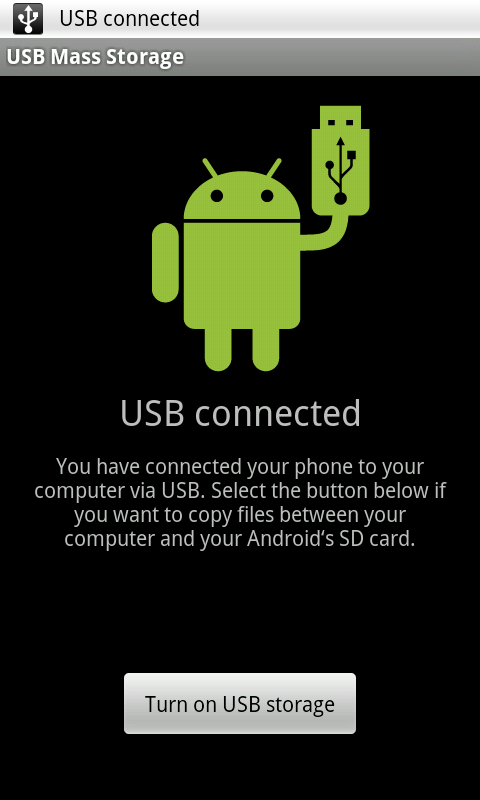 USB connected
USB Mass Storage
USB connected
You have connected your phone to your
computer via USB. Select the button below if
you want to copy files between your
computer and your Android‘s SD card.
Turn on USB storage